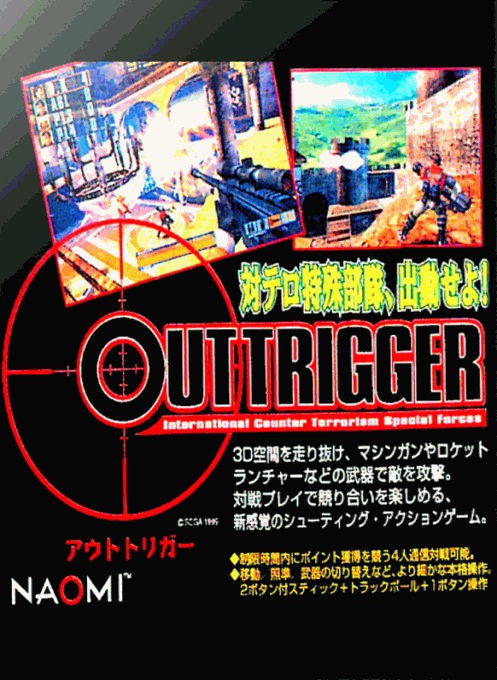 対テロ特殊部隊、出動せよ！
OUTTRIGGER
International Counter Terrorism Special Forces
3D空間を走り抜け、マシンガンやロケット
ランチャーなどの武器で敵を攻撃。
対戦プレイで競り合いを楽しめる、
新感覚のシューティング・アクションゲーム。
©SEGA 1999
アウトトリガー
NAOMI™
◆制限時間内にポイント獲得を競う4人通信対戦可能。
◆移動／照準／武器の切り替えなど、より細かな本格操作。
2ボタン付スティック＋トラックボール＋1ボタン操作